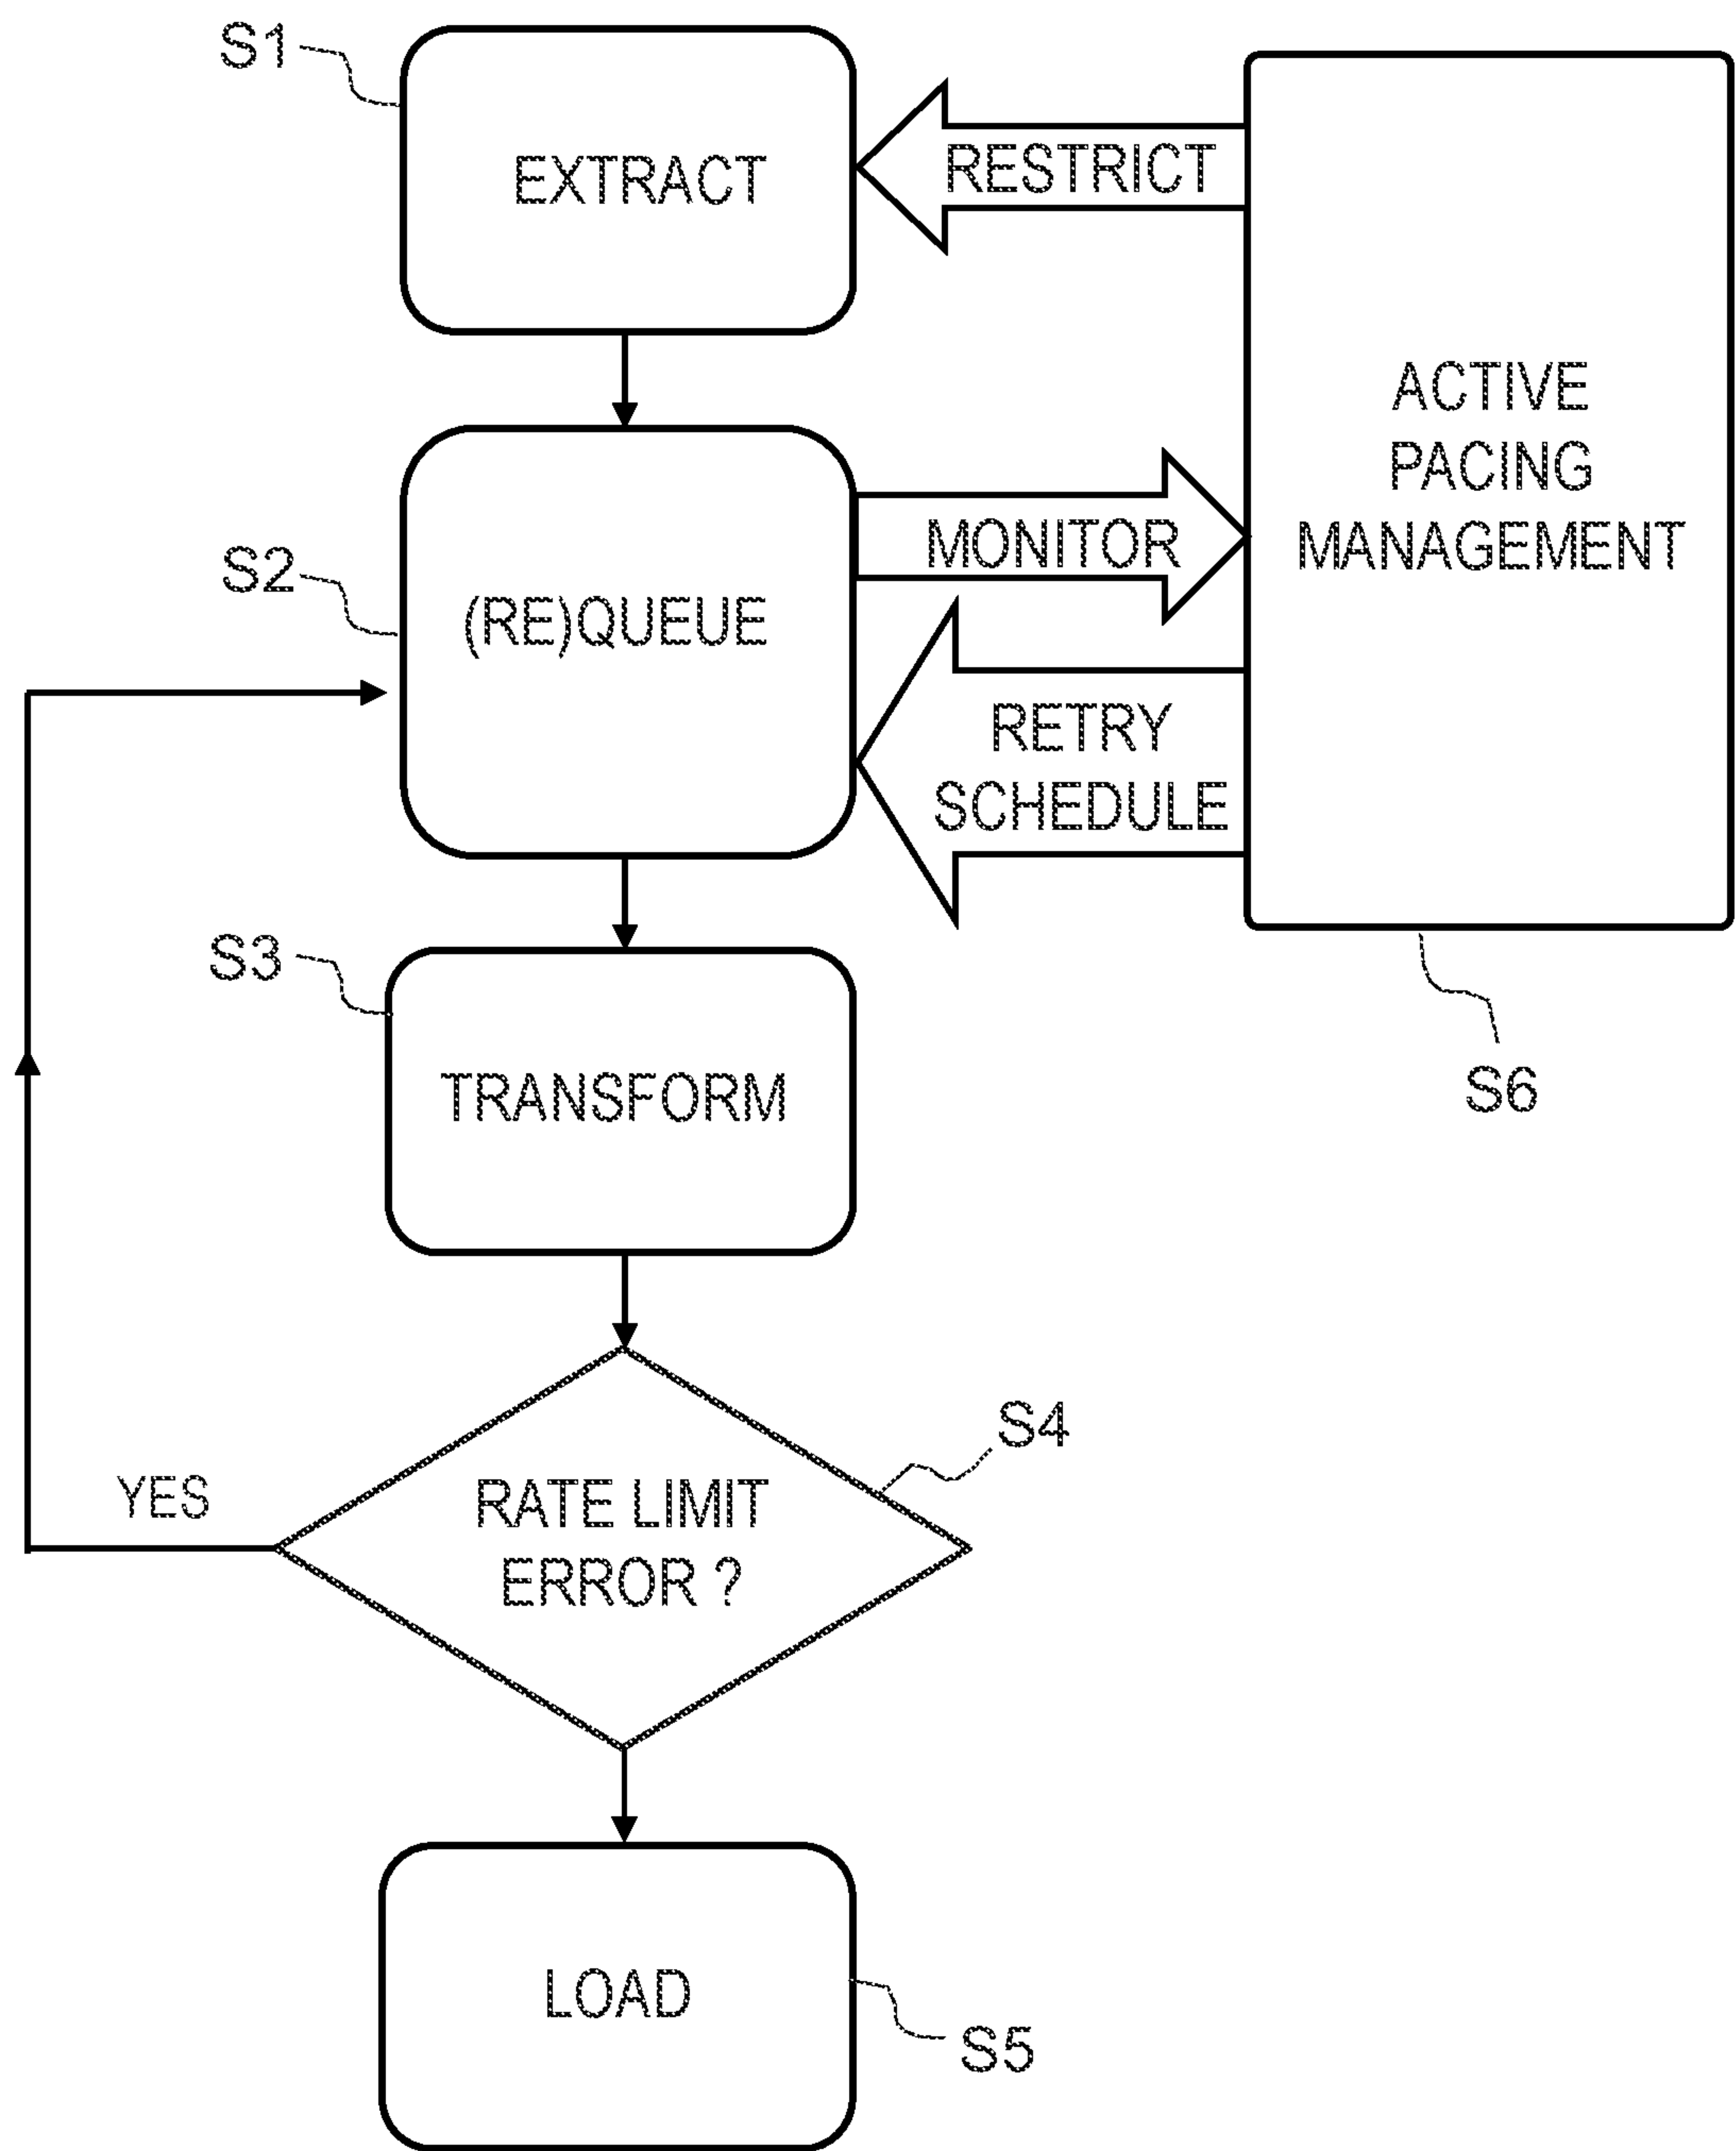 S1
EXTRACT
RESTRICT
ACTIVE
PACING
MANAGEMENT
S2
(RE)QUEUE
MONITOR
RETRY
SCHEDULE
S3
TRANSFORM
S6
S4
YES
RATE LIMIT
ERROR ?
LOAD
S5